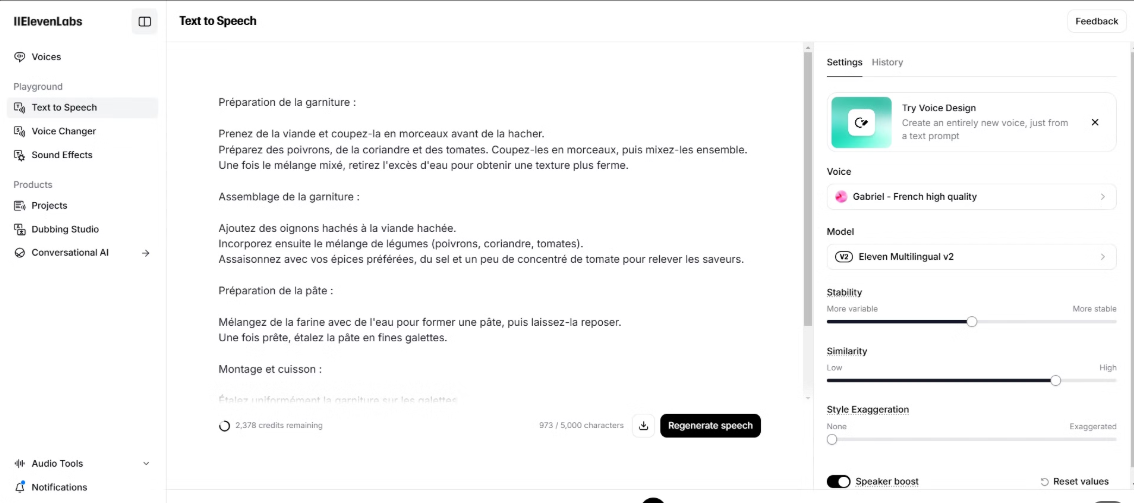 IIElevenLabs
Text to Speech
Feedback
Voices
Playground
Text to Speech
Voice Changer
Sound Effects
Products
Projects
Dubbing Studio
Conversational AI
Audio Tools
Notifications
Préparation de la garniture :
Prenez de la viande et coupez-la en morceaux avant de la hacher.
Préparez des poivrons, de la coriandre et des tomates. Coupez-les en morceaux, puis mixez-les ensemble.
Une fois le mélange mixé, retirez l'excès d'eau pour obtenir une texture plus ferme.
Assemblage de la garniture :
Ajoutez des oignons hachés à la viande hachée.
Incorporez ensuite le mélange de légumes (poivrons, coriandre, tomates).
Assaisonnez avec vos épices préférées, du sel et un peu de concentré de tomate pour relever les saveurs.
Préparation de la pâte :
Mélangez de la farine avec de l'eau pour former une pâte, puis laissez-la reposer.
Une fois prête, étalez la pâte en fines galettes.
Montage et cuisson :
Étalez uniformément la garniture sur les galettes
2,378 credits remaining
973 / 5,000 characters
Regenerate speech
Settings
History
Try Voice Design
Create an entirely new voice, just from
a text prompt
Voice
Gabriel - French high quality
Model
V2 Eleven Multilingual v2
Stability
More variable
More stable
Similarity
Low
High
Style Exaggeration
None
Exaggerated
Speaker boost
Reset values